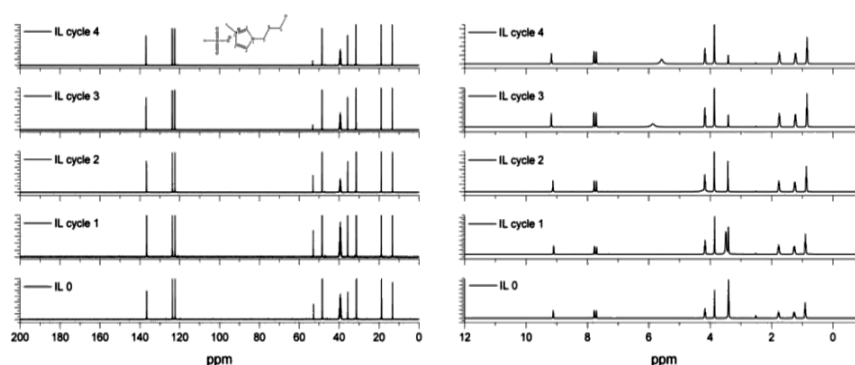 IL cycle 4
IL cycle 3
IL cycle 2
IL cycle 1
IL 0
200 180 160 140 120 100 80 60 40 20 0
ppm
IL cycle 4
IL cycle 3
IL cycle 2
IL cycle 1
IL 0
12 10 8 6 4 2 0
ppm